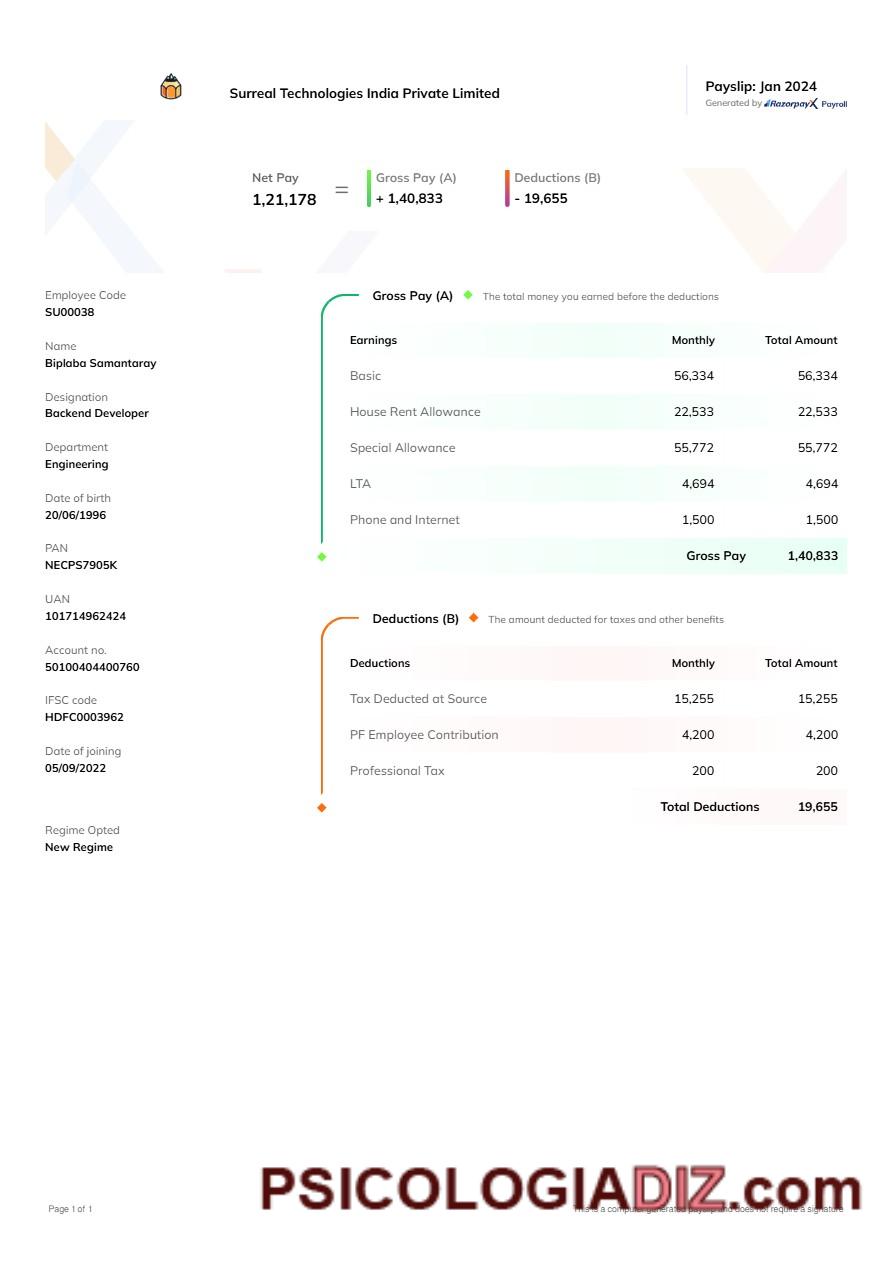 Surreal Technologies India Private Limited
Payslip: Jan 2024
Generated by RazorpayX Payroll
Net Pay = Gross Pay (A) Deductions (B)
1,21,178 + 1,40,833 - 19,655
Employee Code
SU00038
Name
Biplaba Samantaray
Designation
Backend Developer
Department
Engineering
Date of birth
20/06/1996
PAN
NECPS7905K
UAN
101714962424
Account no.
50100404400760
IFSC code
HDFC0003962
Date of joining
05/09/2022
Regime Opted
New Regime
Gross Pay (A) The total money you earned before the deductions
Earnings Monthly Total Amount
Basic 56,334 56,334
House Rent Allowance 22,533 22,533
Special Allowance 55,772 55,772
LTA 4,694 4,694
Phone and Internet 1,500 1,500
Gross Pay 1,40,833
Deductions (B) The amount deducted for taxes and other benefits
Deductions Monthly Total Amount
Tax Deducted at Source 15,255 15,255
PF Employee Contribution 4,200 4,200
Professional Tax 200 200
Total Deductions 19,655
PSICOLOGIADIZ.com
Page 1 of 1
This is a computer generated payslip and does not require a signature